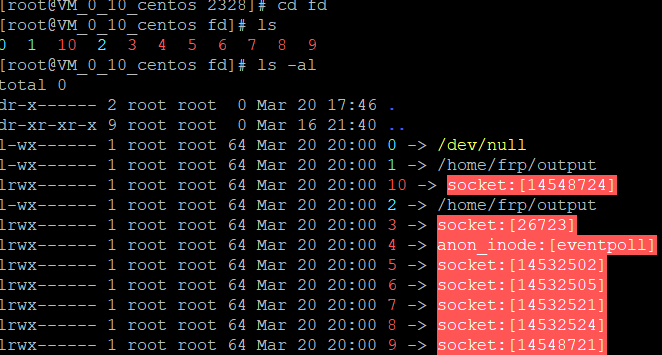 [root@VM_0_10_centos 2328]# cd fd
[root@VM_0_10_centos fd]# ls
0  1  10  2  3  4  5  6  7  8  9
[root@VM_0_10_centos fd]# ls -al
total 0
dr-x------ 2 root root  0 Mar 20 17:46 .
dr-xr-xr-x 9 root root  0 Mar 16 21:40 ..
l-wx------ 1 root root 64 Mar 20 20:00 0 -> /dev/null
l-wx------ 1 root root 64 Mar 20 20:00 1 -> /home/frp/output
lrwx------ 1 root root 64 Mar 20 20:00 10 -> socket:[14548724]
l-wx------ 1 root root 64 Mar 20 20:00 2 -> /home/frp/output
lrwx------ 1 root root 64 Mar 20 20:00 3 -> socket:[26723]
lrwx------ 1 root root 64 Mar 20 20:00 4 -> anon_inode:[eventpoll]
lrwx------ 1 root root 64 Mar 20 20:00 5 -> socket:[14532502]
lrwx------ 1 root root 64 Mar 20 20:00 6 -> socket:[14532505]
lrwx------ 1 root root 64 Mar 20 20:00 7 -> socket:[14532521]
lrwx------ 1 root root 64 Mar 20 20:00 8 -> socket:[14532524]
lrwx------ 1 root root 64 Mar 20 20:00 9 -> socket:[14548721]